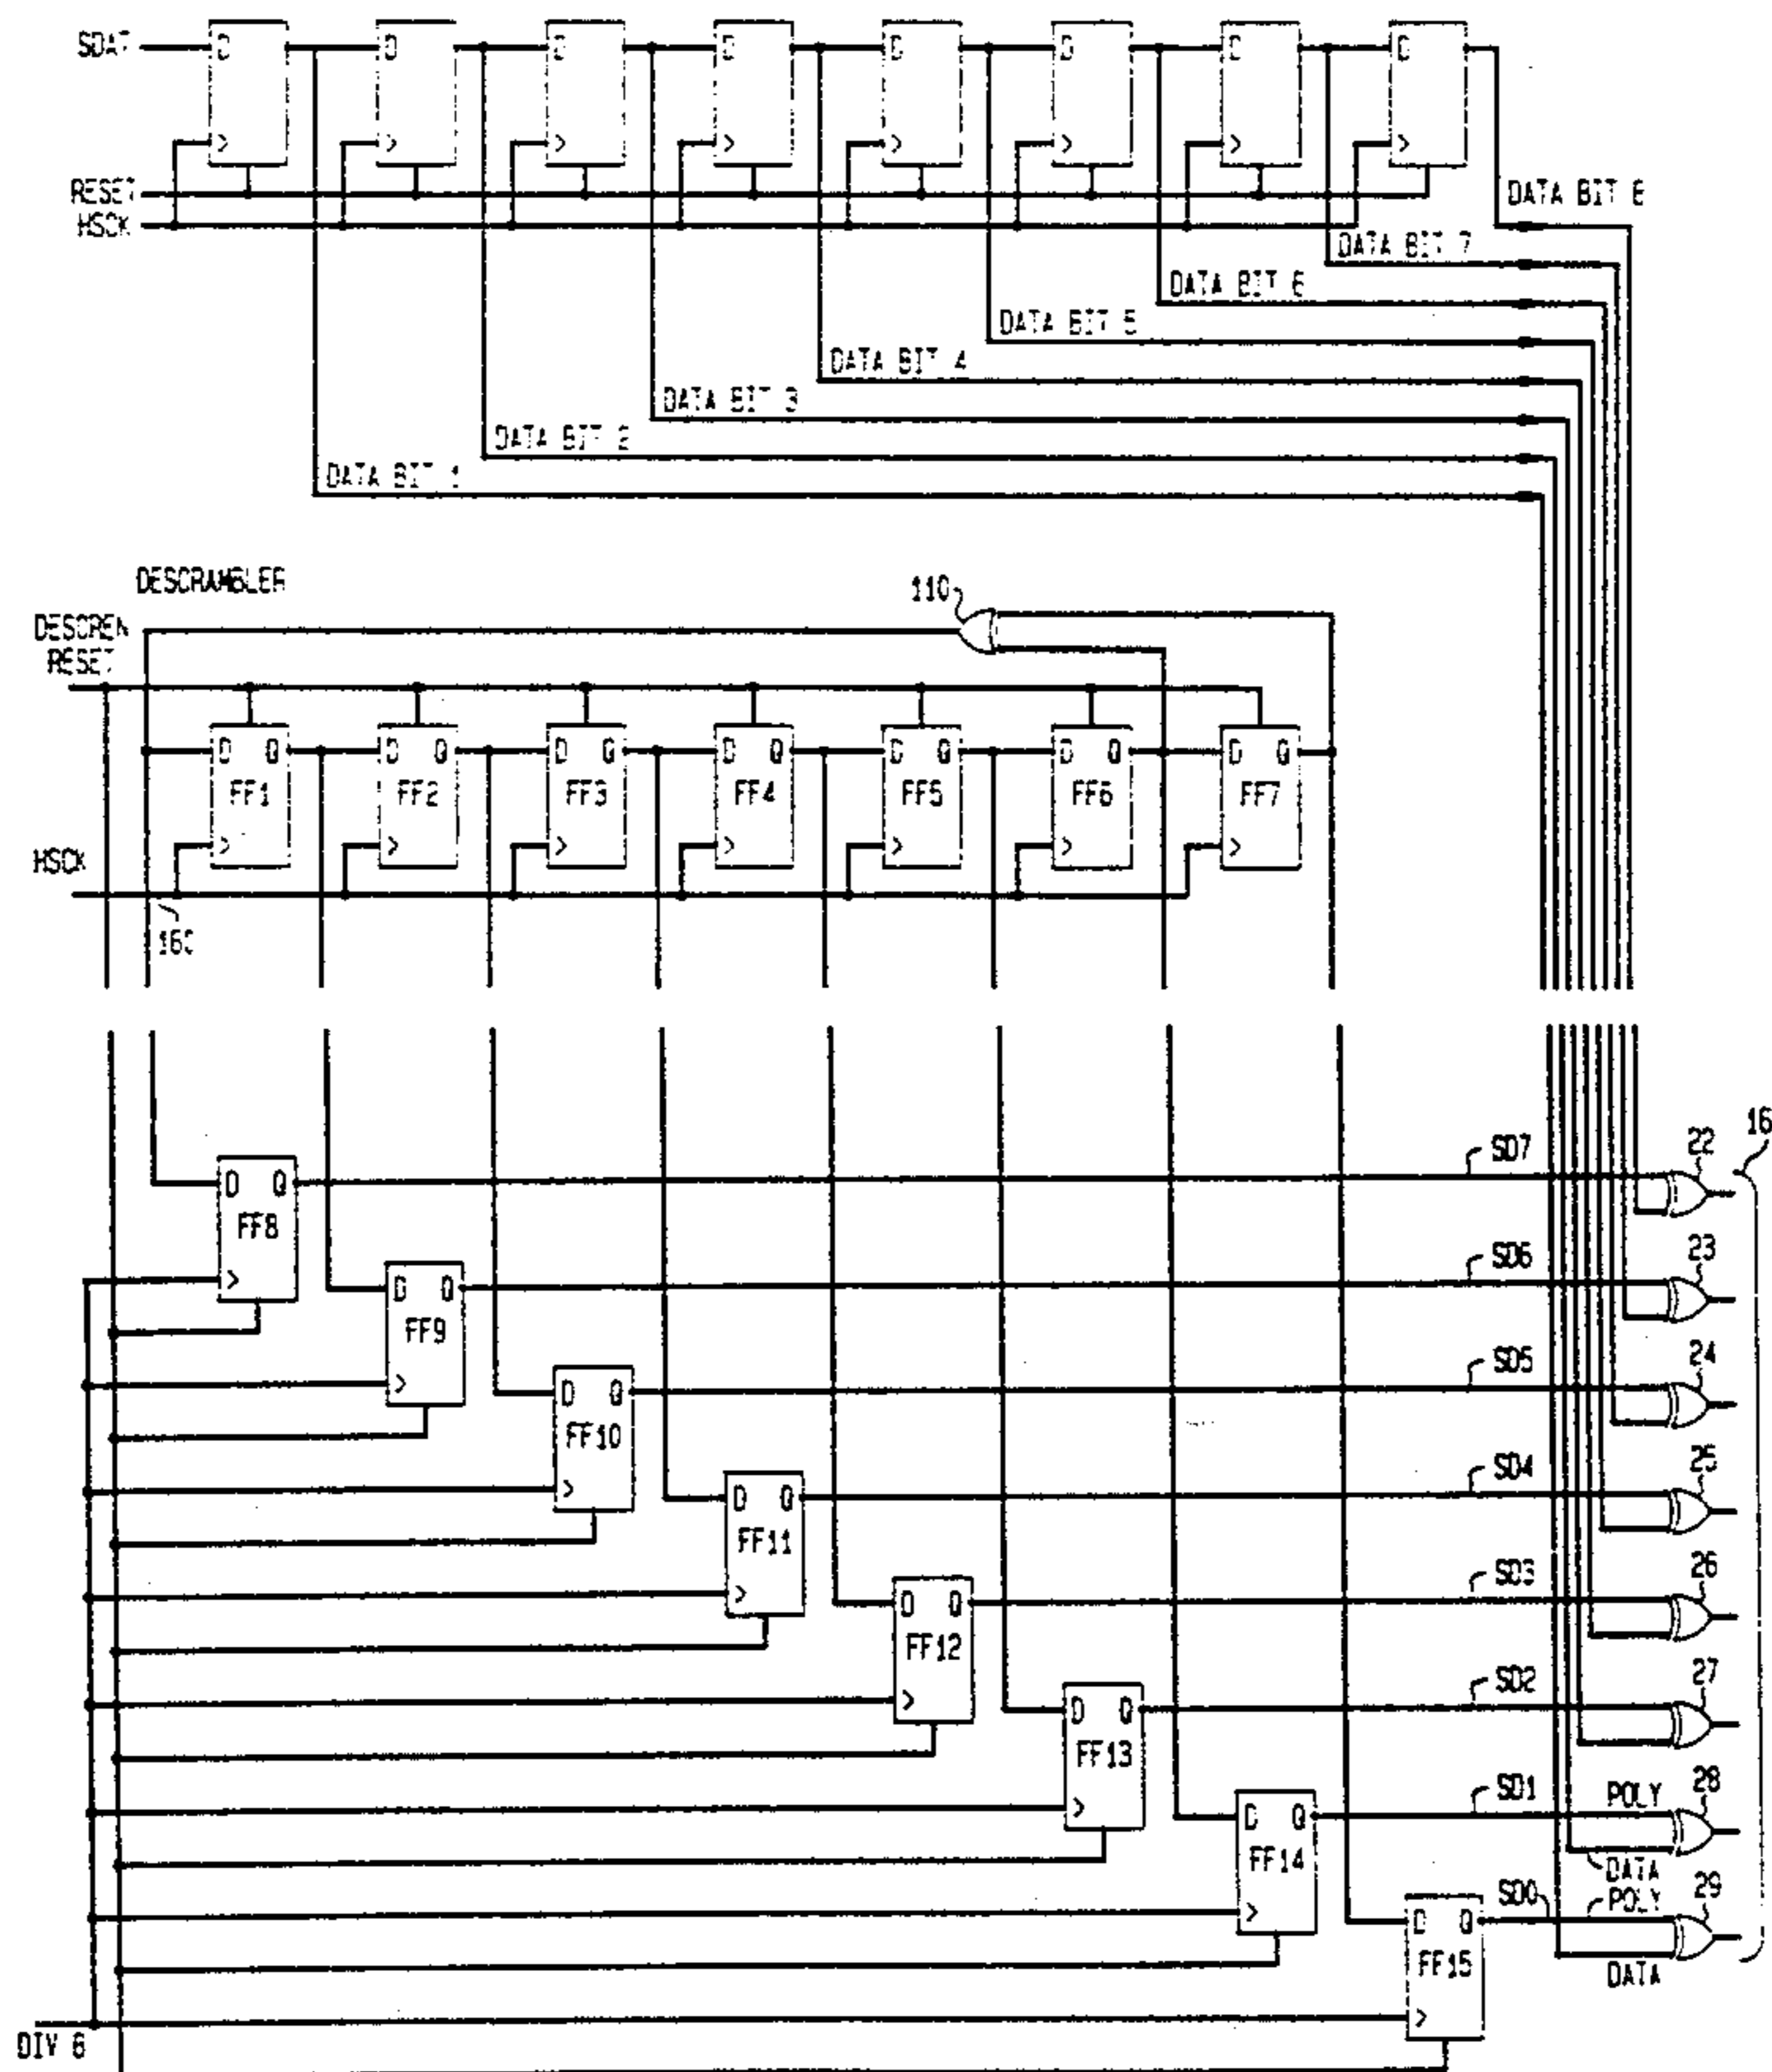 SDAT
D D D D D D D D
RESET
HSCK
DATA BIT 8
DATA BIT 7
DATA BIT 6
DATA BIT 5
DATA BIT 4
DATA BIT 3
DATA BIT 2
DATA BIT 1
DESCRAMBLER
110
DESCREN
RESET
D Q D Q D Q D Q D Q D Q D Q
FF1 FF2 FF3 FF4 FF5 FF6 FF7
HSCK
160
16
SD7 22
D Q
FF8
SD6 23
D Q
FF9
SD5 24
D Q
FF10
SD4 25
D Q
FF11
SD3 26
D Q
FF12
SD2 27
D Q
FF13
SD1 POLY 28
D Q
FF14
DATA
SD0 POLY 29
D Q
FF15
DATA
DIV 8